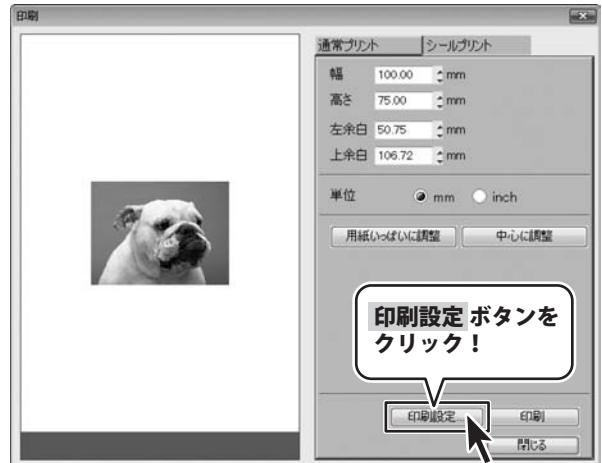 印刷
通常プリント シールプリント
幅 100.00 mm
高さ 75.00 mm
左余白 50.75 mm
上余白 106.72 mm
単位 mm inch
用紙いっぱいに調整 中心に調整
印刷設定 ボタンを
クリック！
印刷設定... 印刷
閉じる